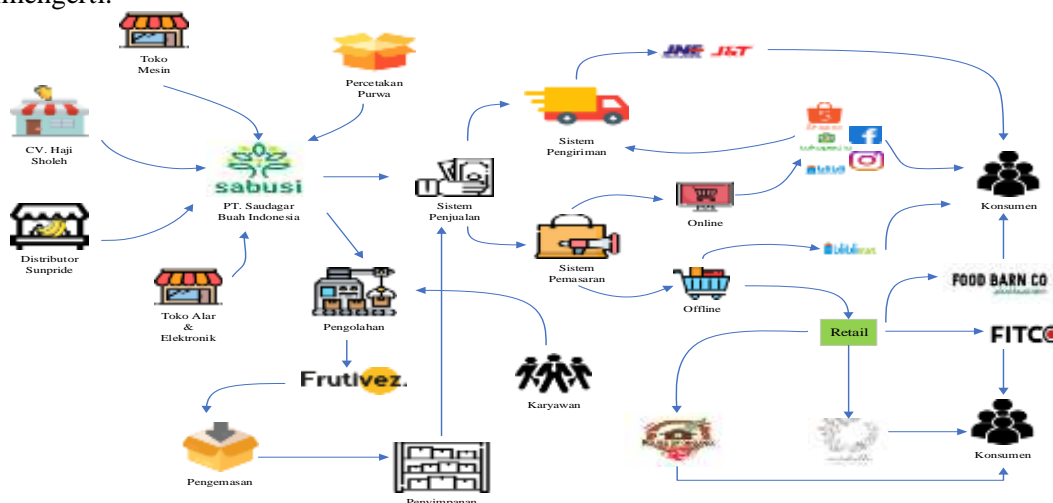 mengerti.
Toko
Mesin
Percetakan
Purwa
JNE
J&T
CV. Haji
Sholeh
Sistem
Pengiriman
sabusi
PT. Saudagar
Buah Indonesia
Sistem
Penjualan
Online
Konsumen
Distributor
Sunpride
Sistem
Pemasaran
blibli
FOOD BARN CO
Toko Alar
&
Elektronik
Pengolahan
Offline
Retail
FITCO
Frutivez.
Karyawan
Konsumen
Pengemasan
Penyimpanan